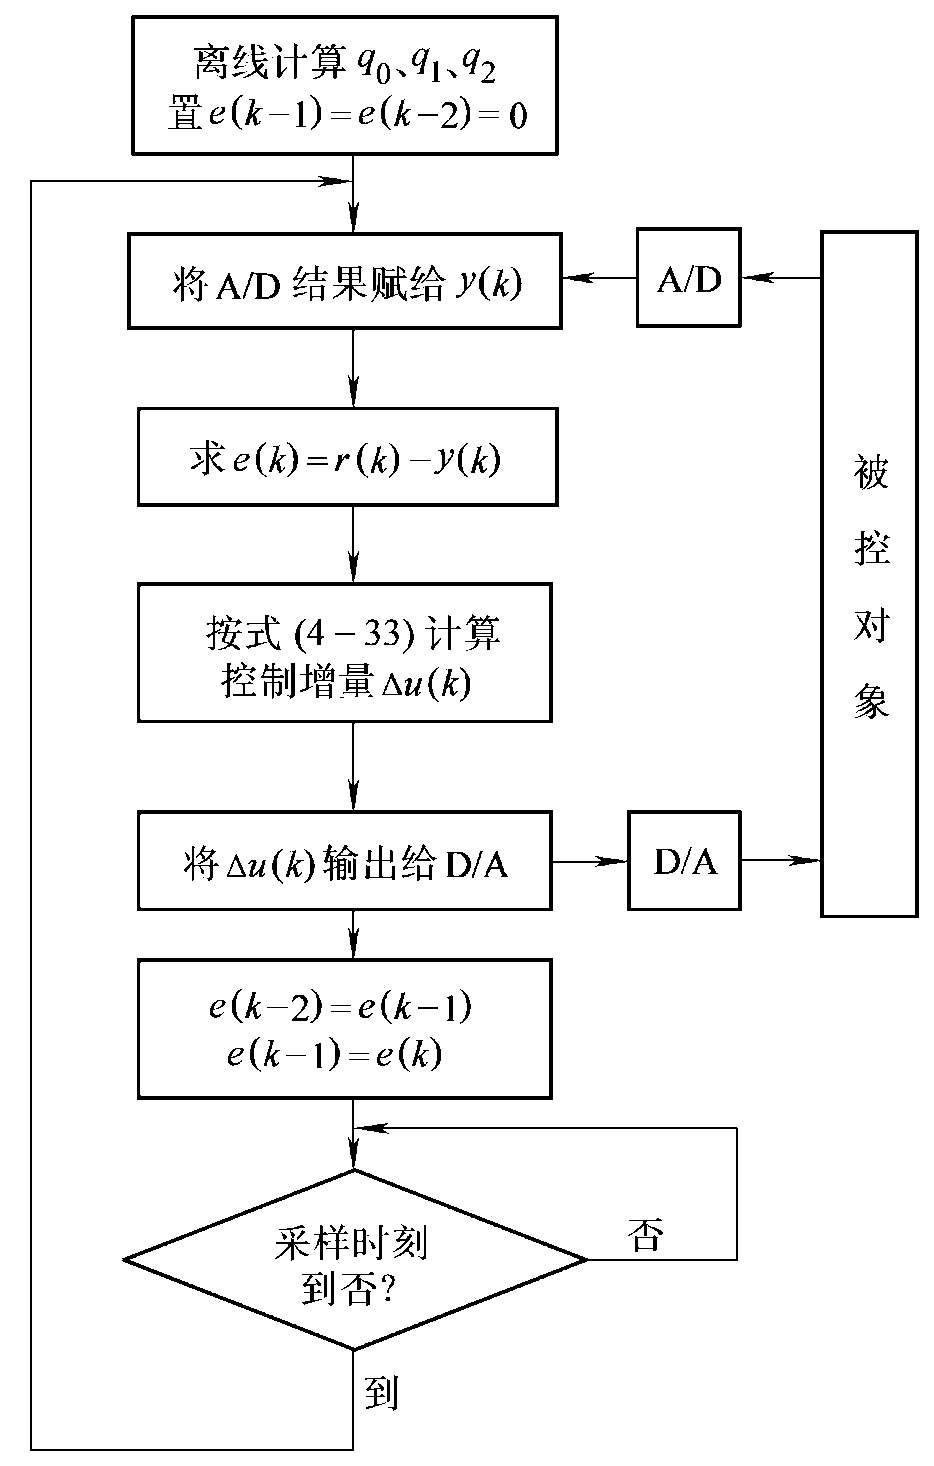 离线计算 q₀、q₁、q₂
置 e(k−1)=e(k−2)=0
将 A/D 结果赋给 y(k)
A/D
求 e(k)=r(k)−y(k)
按式 (4−33) 计算
控制增量 Δu(k)
将 Δu(k) 输出给 D/A
D/A
被
控
对
象
e(k−2)=e(k−1)
e(k−1)=e(k)
采样时刻
到否?
否
到